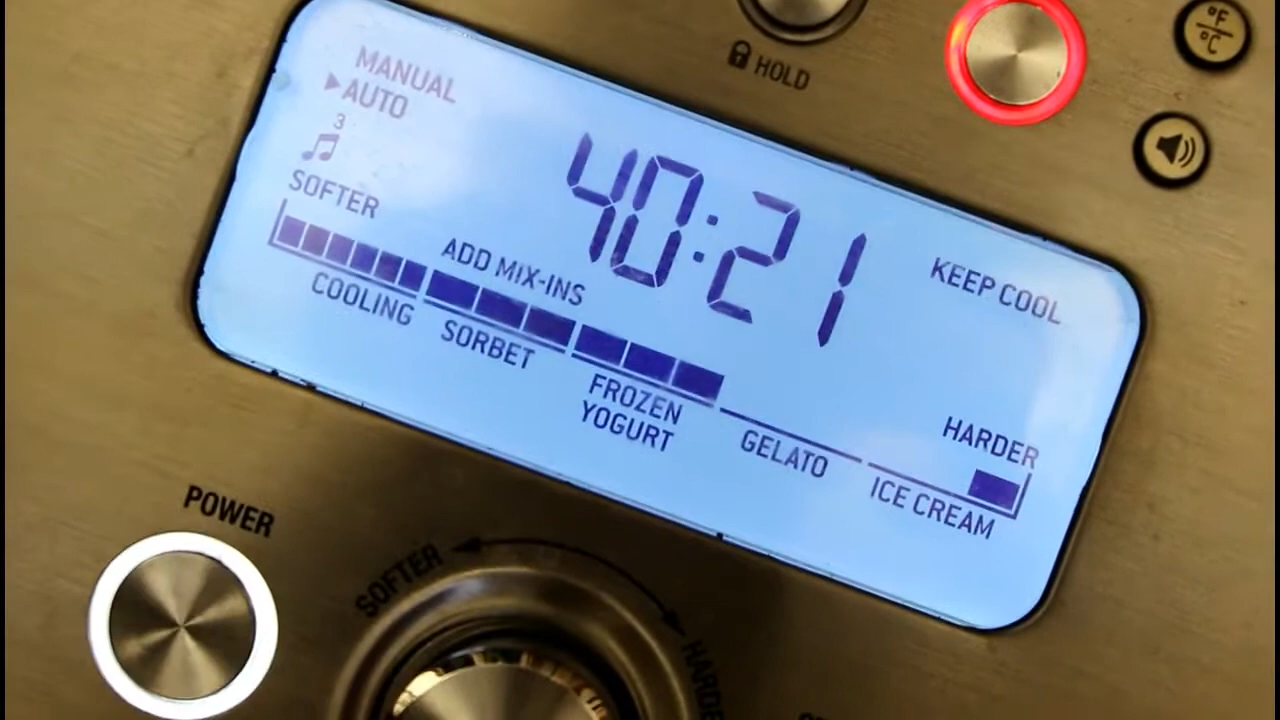 HOLD
°F
°C
MANUAL
▶AUTO
3
40:21
KEEP COOL
SOFTER
ADD MIX-INS
COOLING
SORBET
FROZEN
YOGURT
GELATO
HARDER
ICE CREAM
POWER
SOFTER